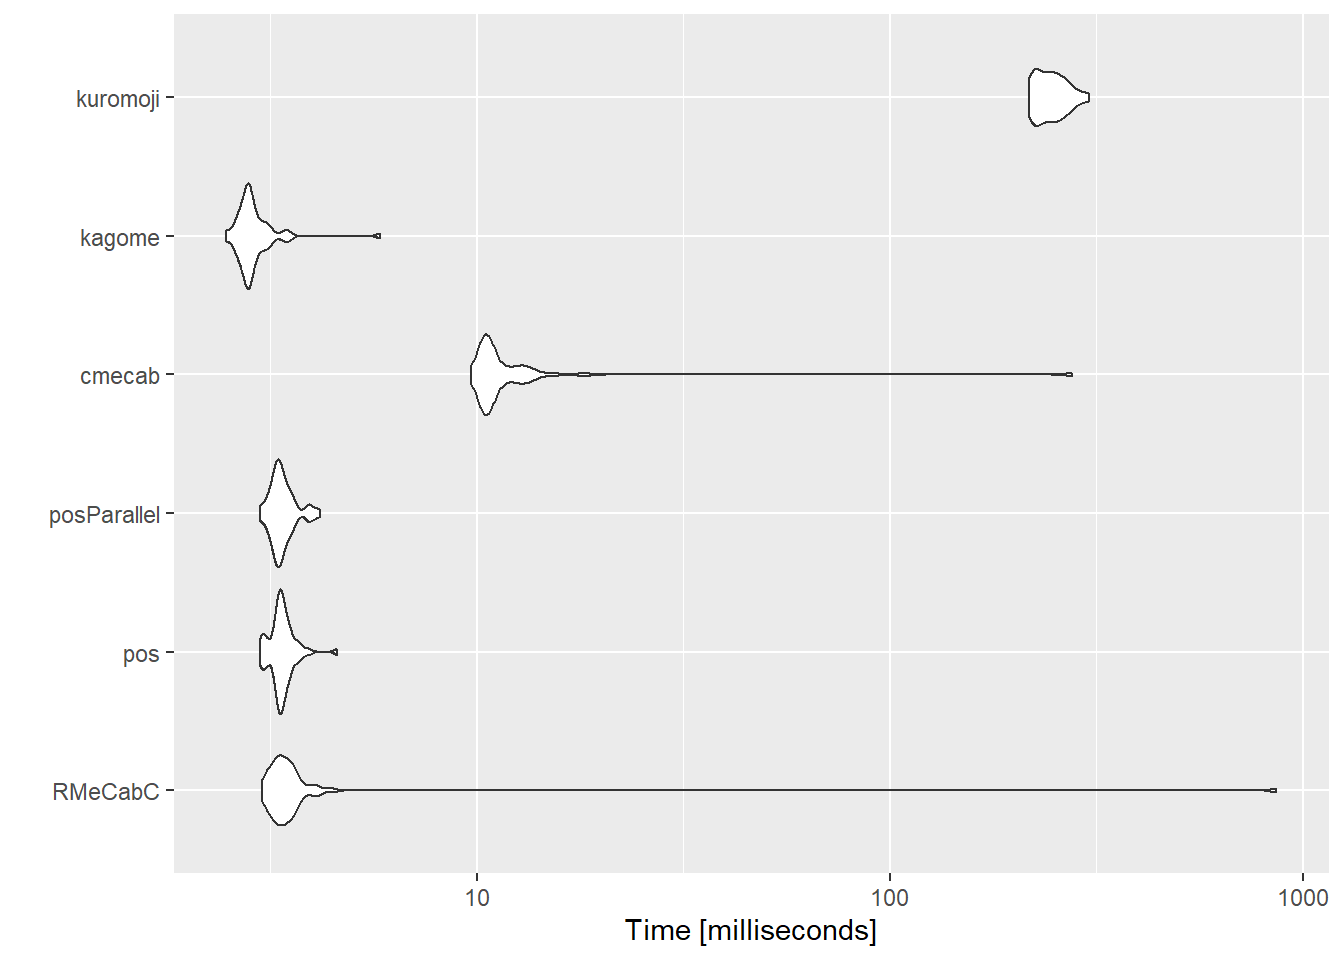 kuromoji
kagome
cmecab
posParallel
pos
RMeCabC
10 100 1000
Time [milliseconds]